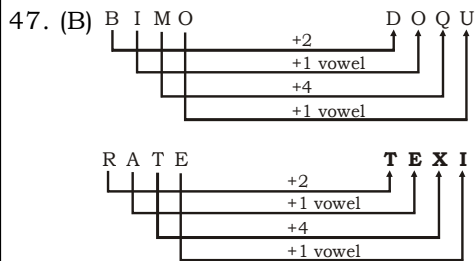 47. (B) B I M O D O Q U
+2
+1 vowel
+4
+1 vowel
R A T E T E X I
+2
+1 vowel
+4
+1 vowel